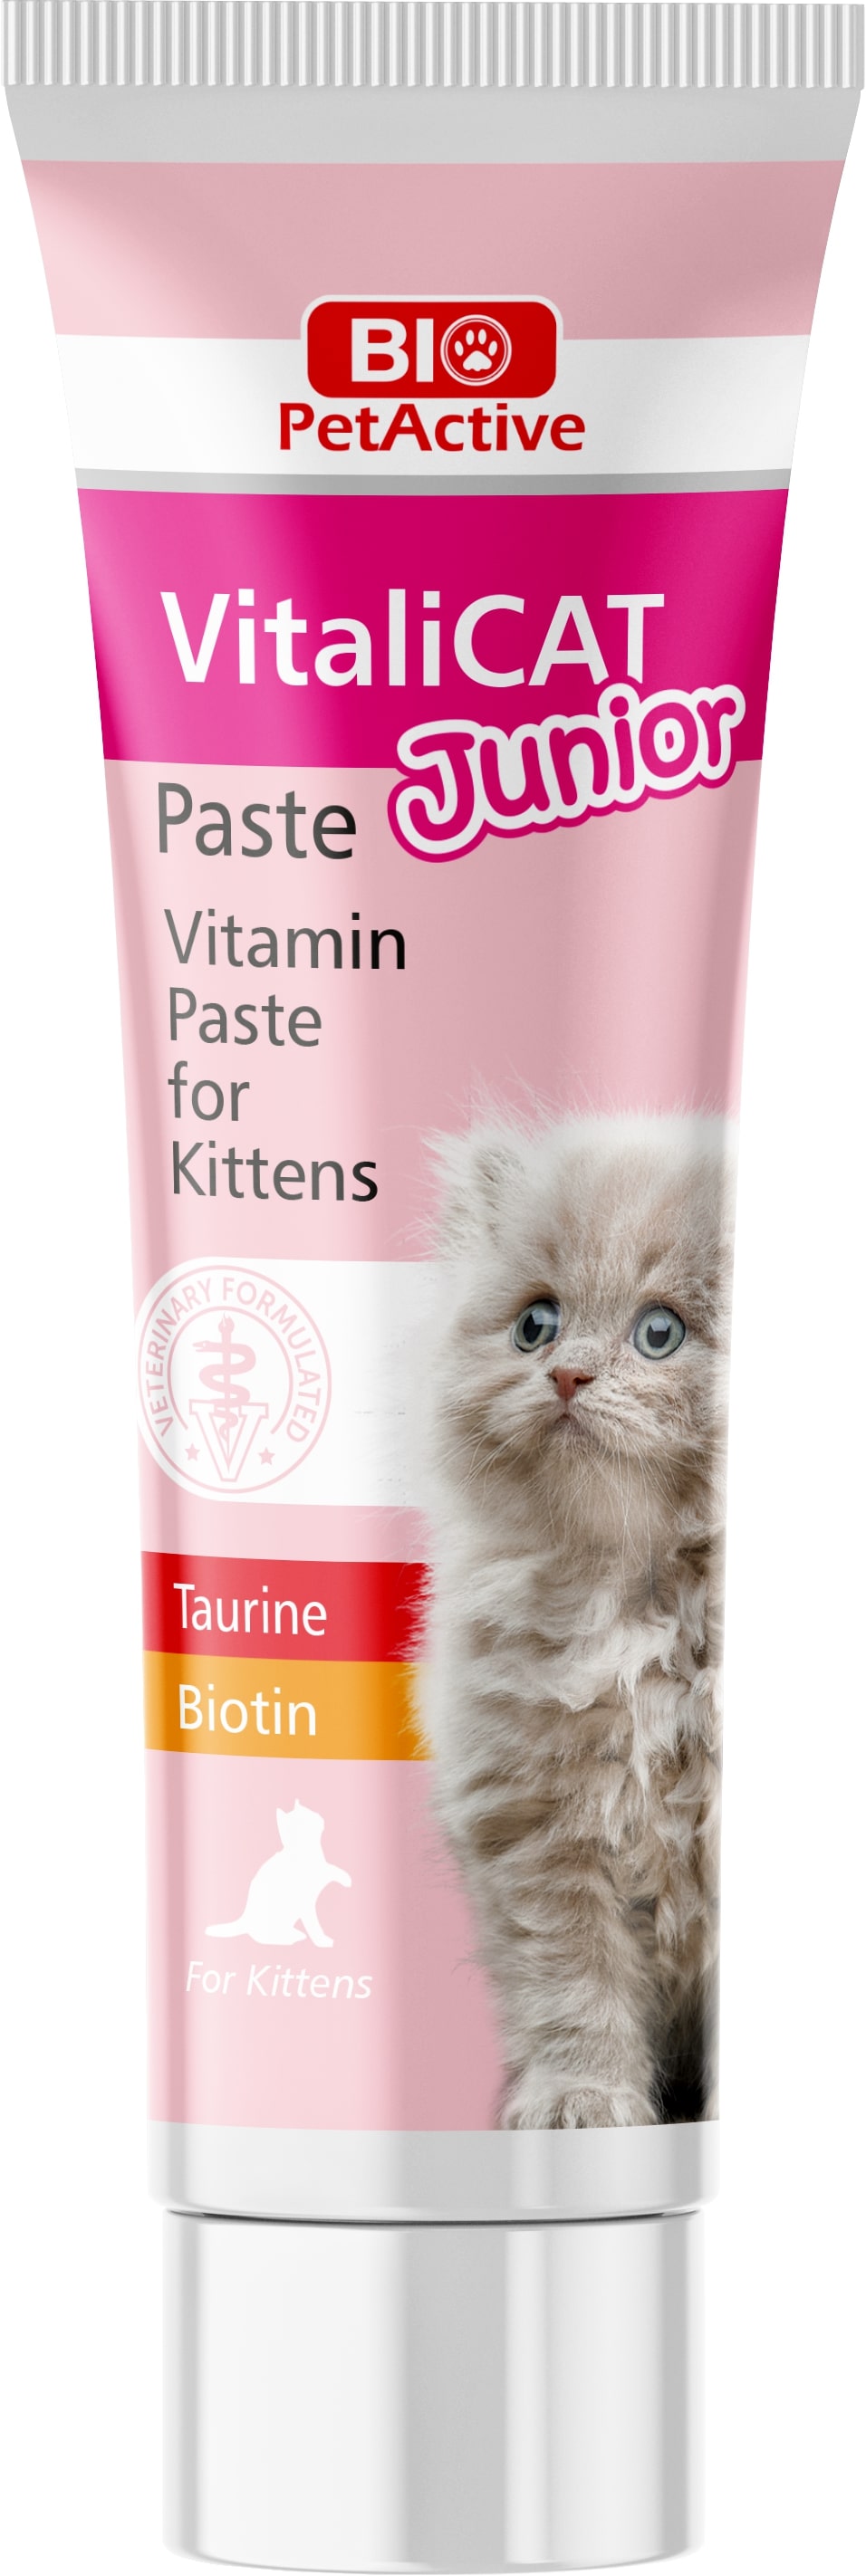 BIO
PetActive
VitaliCAT
Junior
Paste
Vitamin
Paste
for
Kittens
VETERINARY FORMULATED
V
Taurine
Biotin
For Kittens